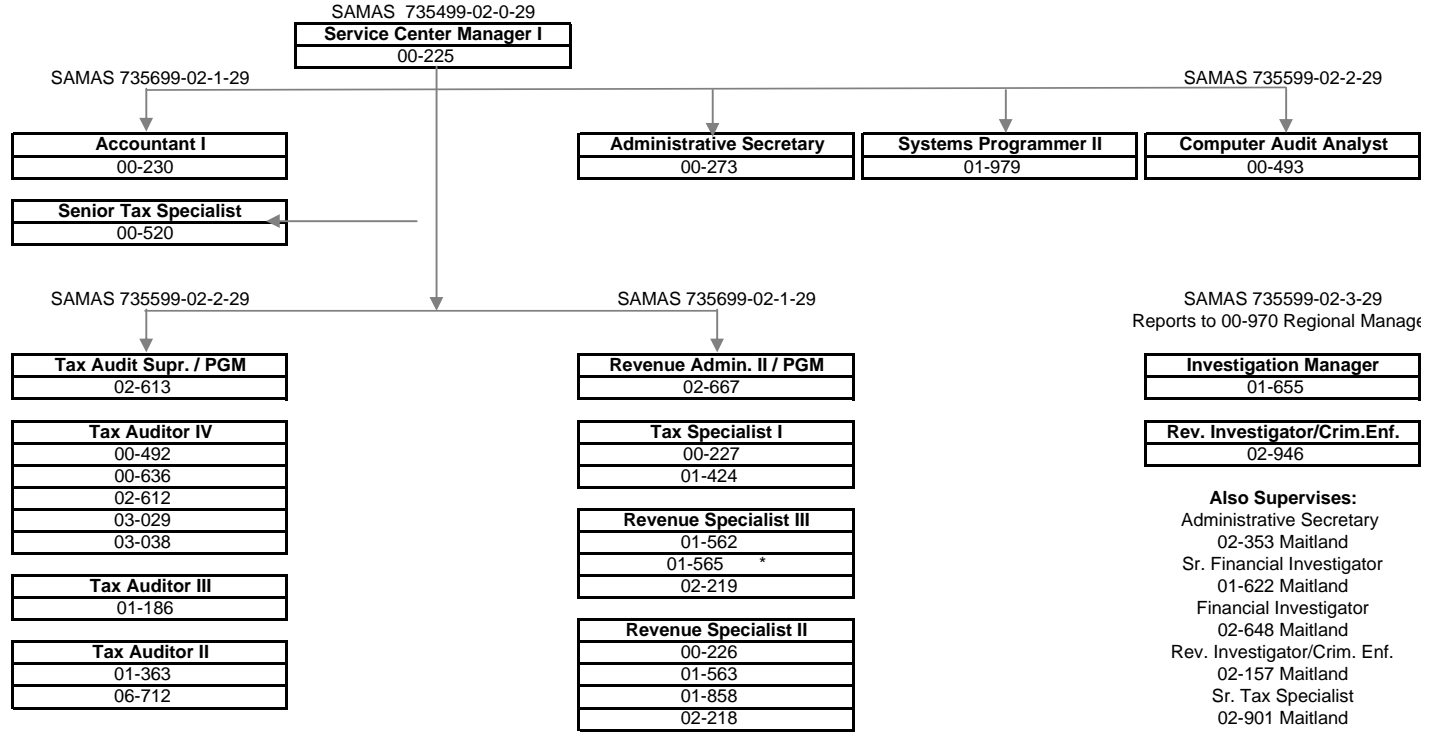 SAMAS 735499-02-0-29
Service Center Manager I
00-225
SAMAS 735699-02-1-29
SAMAS 735599-02-2-29
Accountant I
00-230
Administrative Secretary
00-273
Systems Programmer II
01-979
Computer Audit Analyst
00-493
Senior Tax Specialist
00-520
SAMAS 735599-02-2-29
Tax Audit Supr. / PGM
02-613
Tax Auditor IV
00-492
00-636
02-612
03-029
03-038
Tax Auditor III
01-186
Tax Auditor II
01-363
06-712
SAMAS 735699-02-1-29
Revenue Admin. II / PGM
02-667
Tax Specialist I
00-227
01-424
Revenue Specialist III
01-562
01-565 *
02-219
Revenue Specialist II
00-226
01-563
01-858
02-218
SAMAS 735599-02-3-29
Reports to 00-970 Regional Manage
Investigation Manager
01-655
Rev. Investigator/Crim.Enf.
02-946
Also Supervises:
Administrative Secretary
02-353 Maitland
Sr. Financial Investigator
01-622 Maitland
Financial Investigator
02-648 Maitland
Rev. Investigator/Crim. Enf.
02-157 Maitland
Sr. Tax Specialist
02-901 Maitland